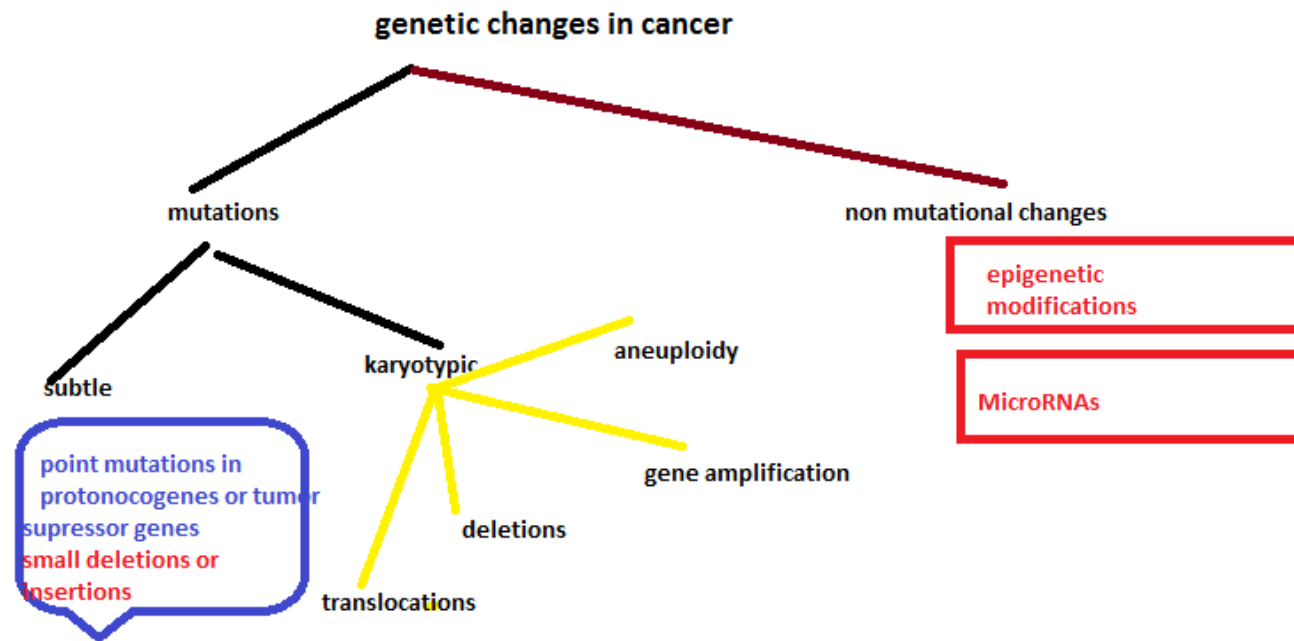 genetic changes in cancer
mutations
non mutational changes
epigenetic
modifications
aneuploidy
karyotypic
subtle
MicroRNAs
point mutations in
protonocogenes or tumor
supressor genes
small deletions or
Insertions
gene amplification
deletions
translocations